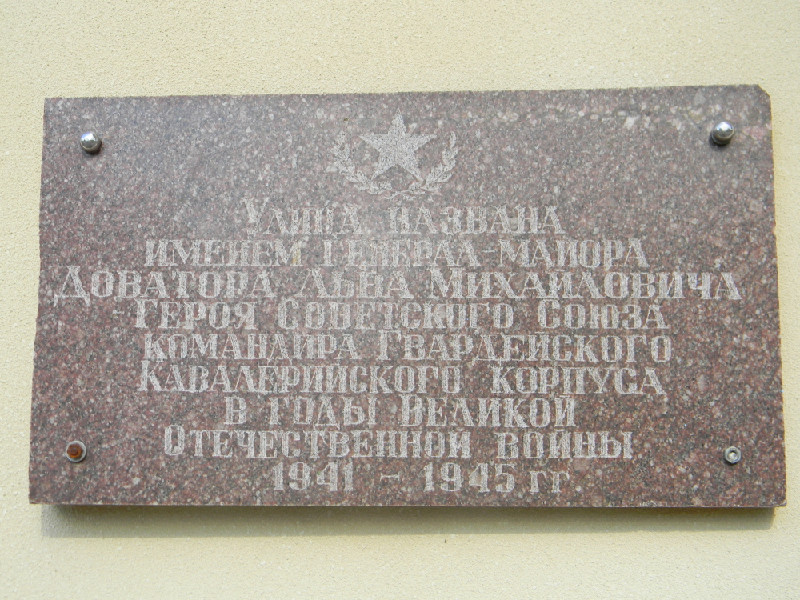 Улица названа
именем генерал-майора
Доватора Льва Михайловича
Героя Советского Союза
командира Гвардейского
кавалерийского корпуса
в годы Великой
Отечественной войны
1941 - 1945 гг